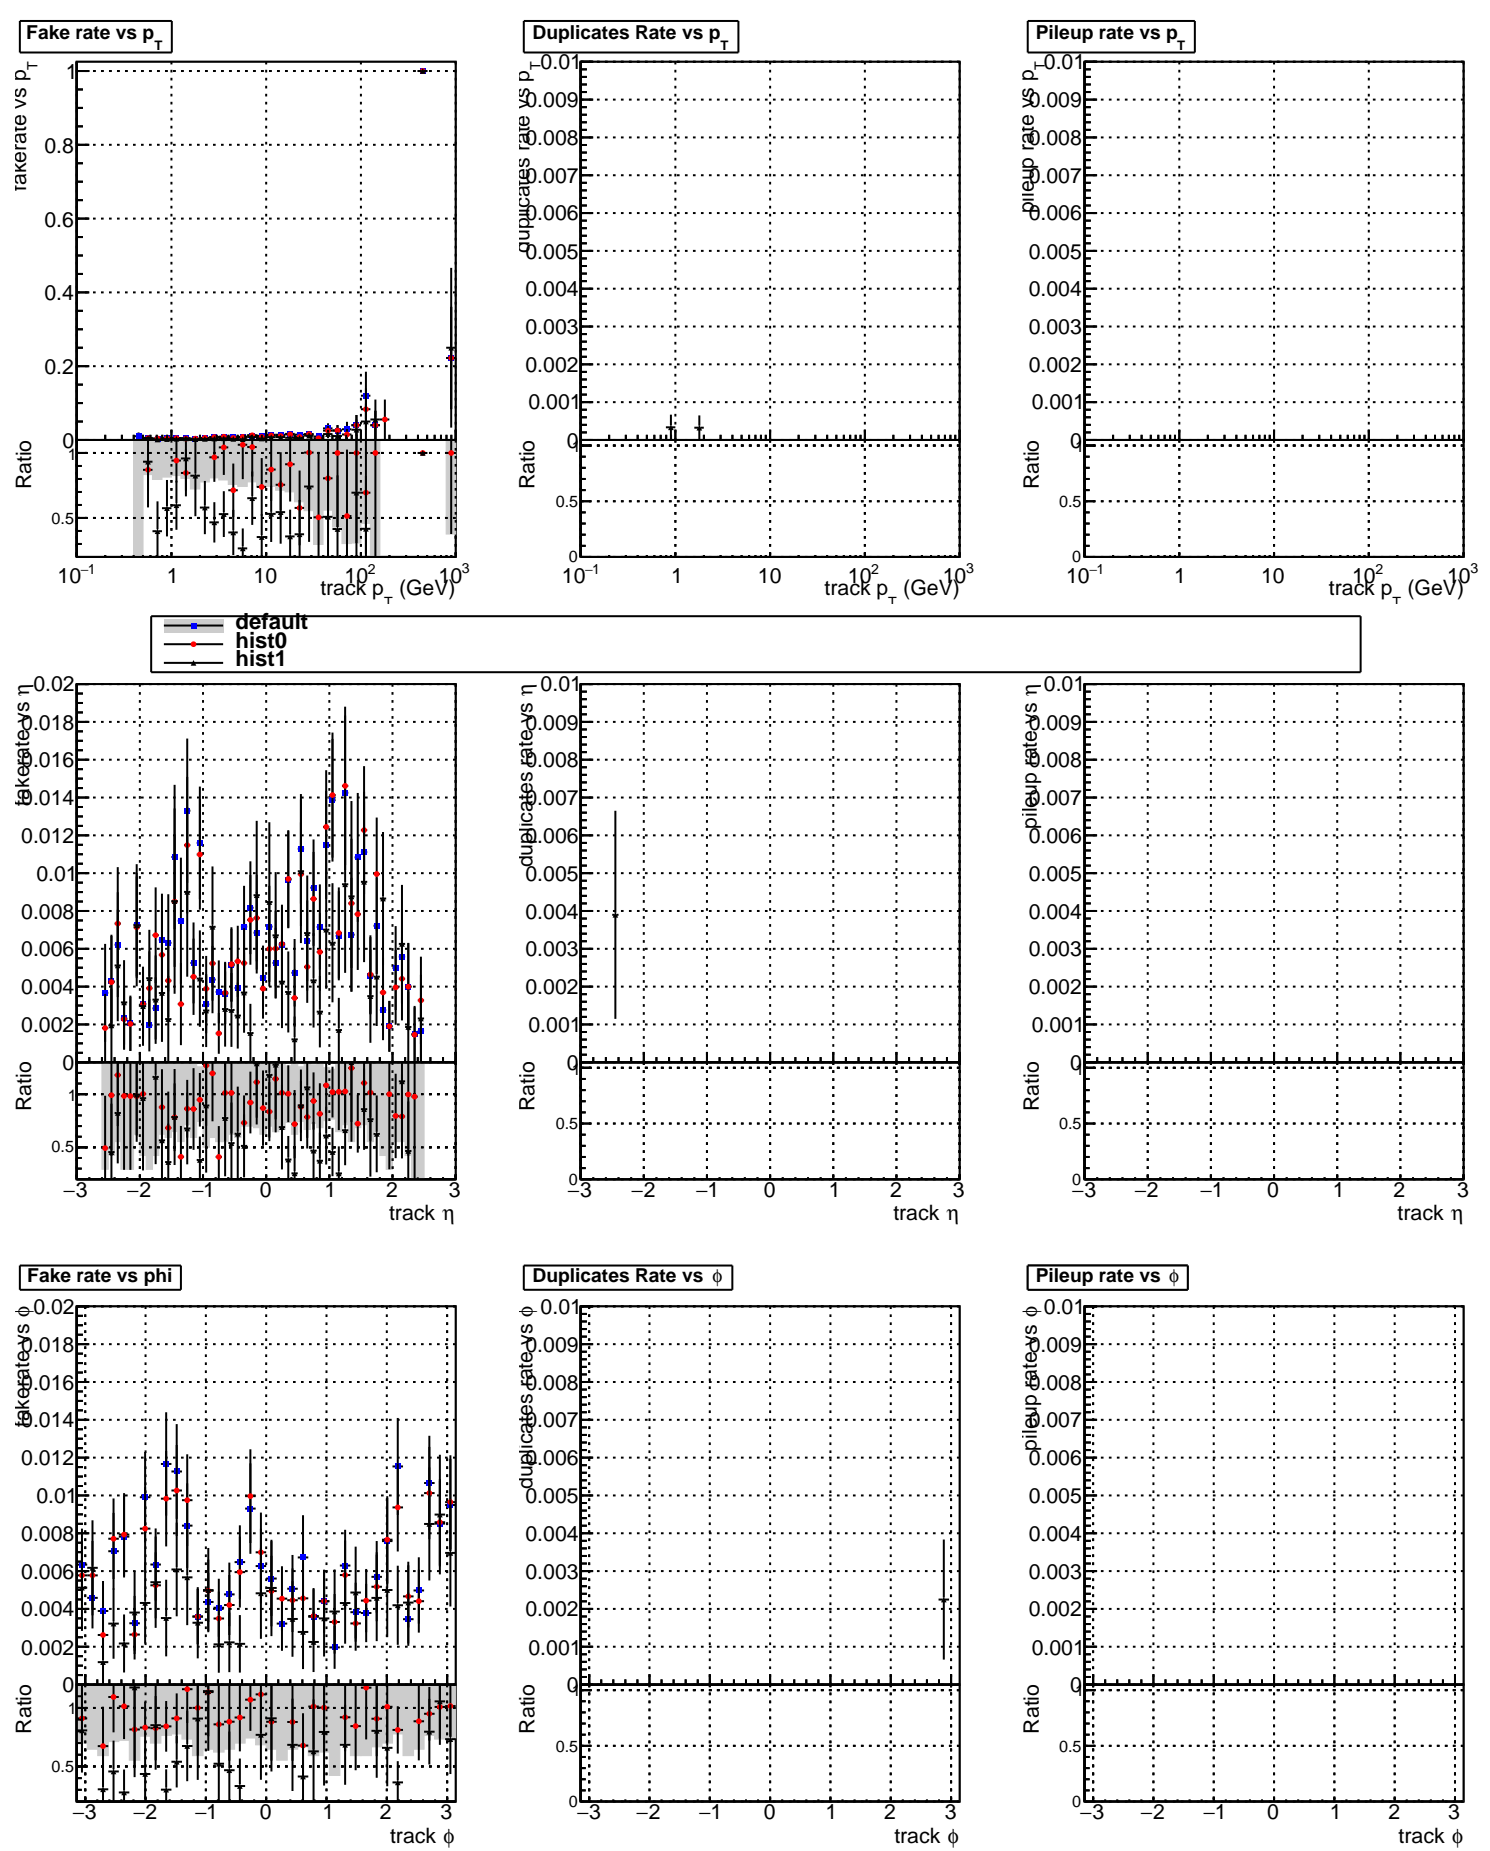 Fake rate vs p_T
Duplicates Rate vs p_T
Pileup rate vs p_T
fakerate vs p_T
1
0.8
0.6
0.4
0.2
0
Ratio
1
0.5
10^−1 1 10 10^2 10^3
track p_T (GeV)
duplicates rate vs p_T
0.01
0.009
0.008
0.007
0.006
0.005
0.004
0.003
0.002
0.001
0
Ratio
1
0.5
0
10^−1 1 10 10^2 10^3
track p_T (GeV)
pileup rate vs p_T
0.01
0.009
0.008
0.007
0.006
0.005
0.004
0.003
0.002
0.001
0
Ratio
1
0.5
0
10^−1 1 10 10^2 10^3
track p_T (GeV)
default
hist0
hist1
fakerate vs η
0.02
0.018
0.016
0.014
0.012
0.01
0.008
0.006
0.004
0.002
0
Ratio
1
0.5
−3 −2 −1 0 1 2 3
track η
duplicates rate vs η
0.01
0.009
0.008
0.007
0.006
0.005
0.004
0.003
0.002
0.001
0
Ratio
1
0.5
0
−3 −2 −1 0 1 2 3
track η
pileup rate vs η
0.01
0.009
0.008
0.007
0.006
0.005
0.004
0.003
0.002
0.001
0
Ratio
1
0.5
0
−3 −2 −1 0 1 2 3
track η
Fake rate vs phi
Duplicates Rate vs ϕ
Pileup rate vs ϕ
fakerate vs ϕ
0.02
0.018
0.016
0.014
0.012
0.01
0.008
0.006
0.004
0.002
0
Ratio
1
0.5
−3 −2 −1 0 1 2 3
track ϕ
duplicates rate vs ϕ
0.01
0.009
0.008
0.007
0.006
0.005
0.004
0.003
0.002
0.001
0
Ratio
1
0.5
0
−3 −2 −1 0 1 2 3
track ϕ
pileup rate vs ϕ
0.01
0.009
0.008
0.007
0.006
0.005
0.004
0.003
0.002
0.001
0
Ratio
1
0.5
0
−3 −2 −1 0 1 2 3
track ϕ